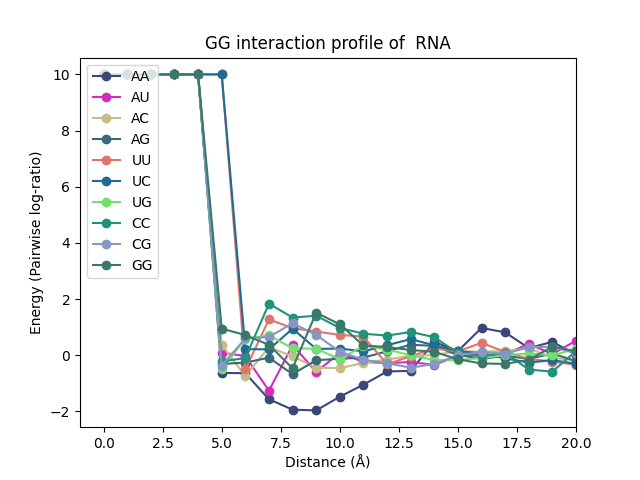 GG interaction profile of  RNA
Energy (Pairwise log-ratio)
10
8
6
4
2
0
−2
AA
AU
AC
AG
UU
UC
UG
CC
CG
GG
0.0 2.5 5.0 7.5 10.0 12.5 15.0 17.5 20.0
Distance (Å)